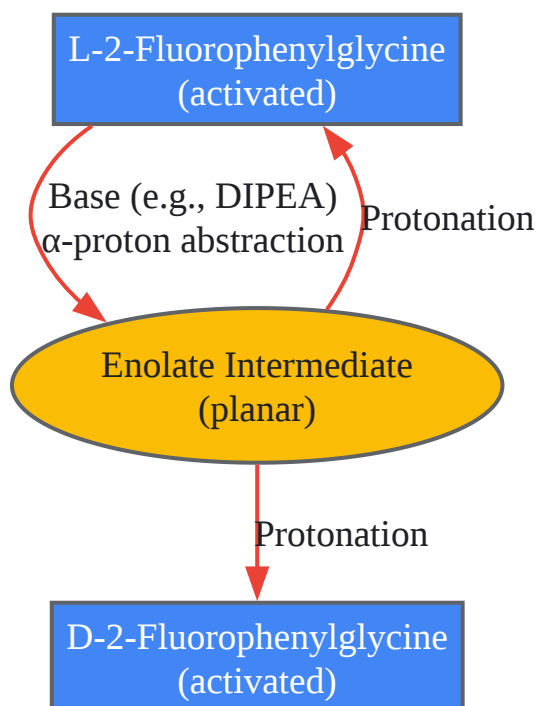 L-2-Fluorophenylglycine
(activated)
Base (e.g., DIPEA)
α-proton abstraction
Protonation
Enolate Intermediate
(planar)
Protonation
D-2-Fluorophenylglycine
(activated)